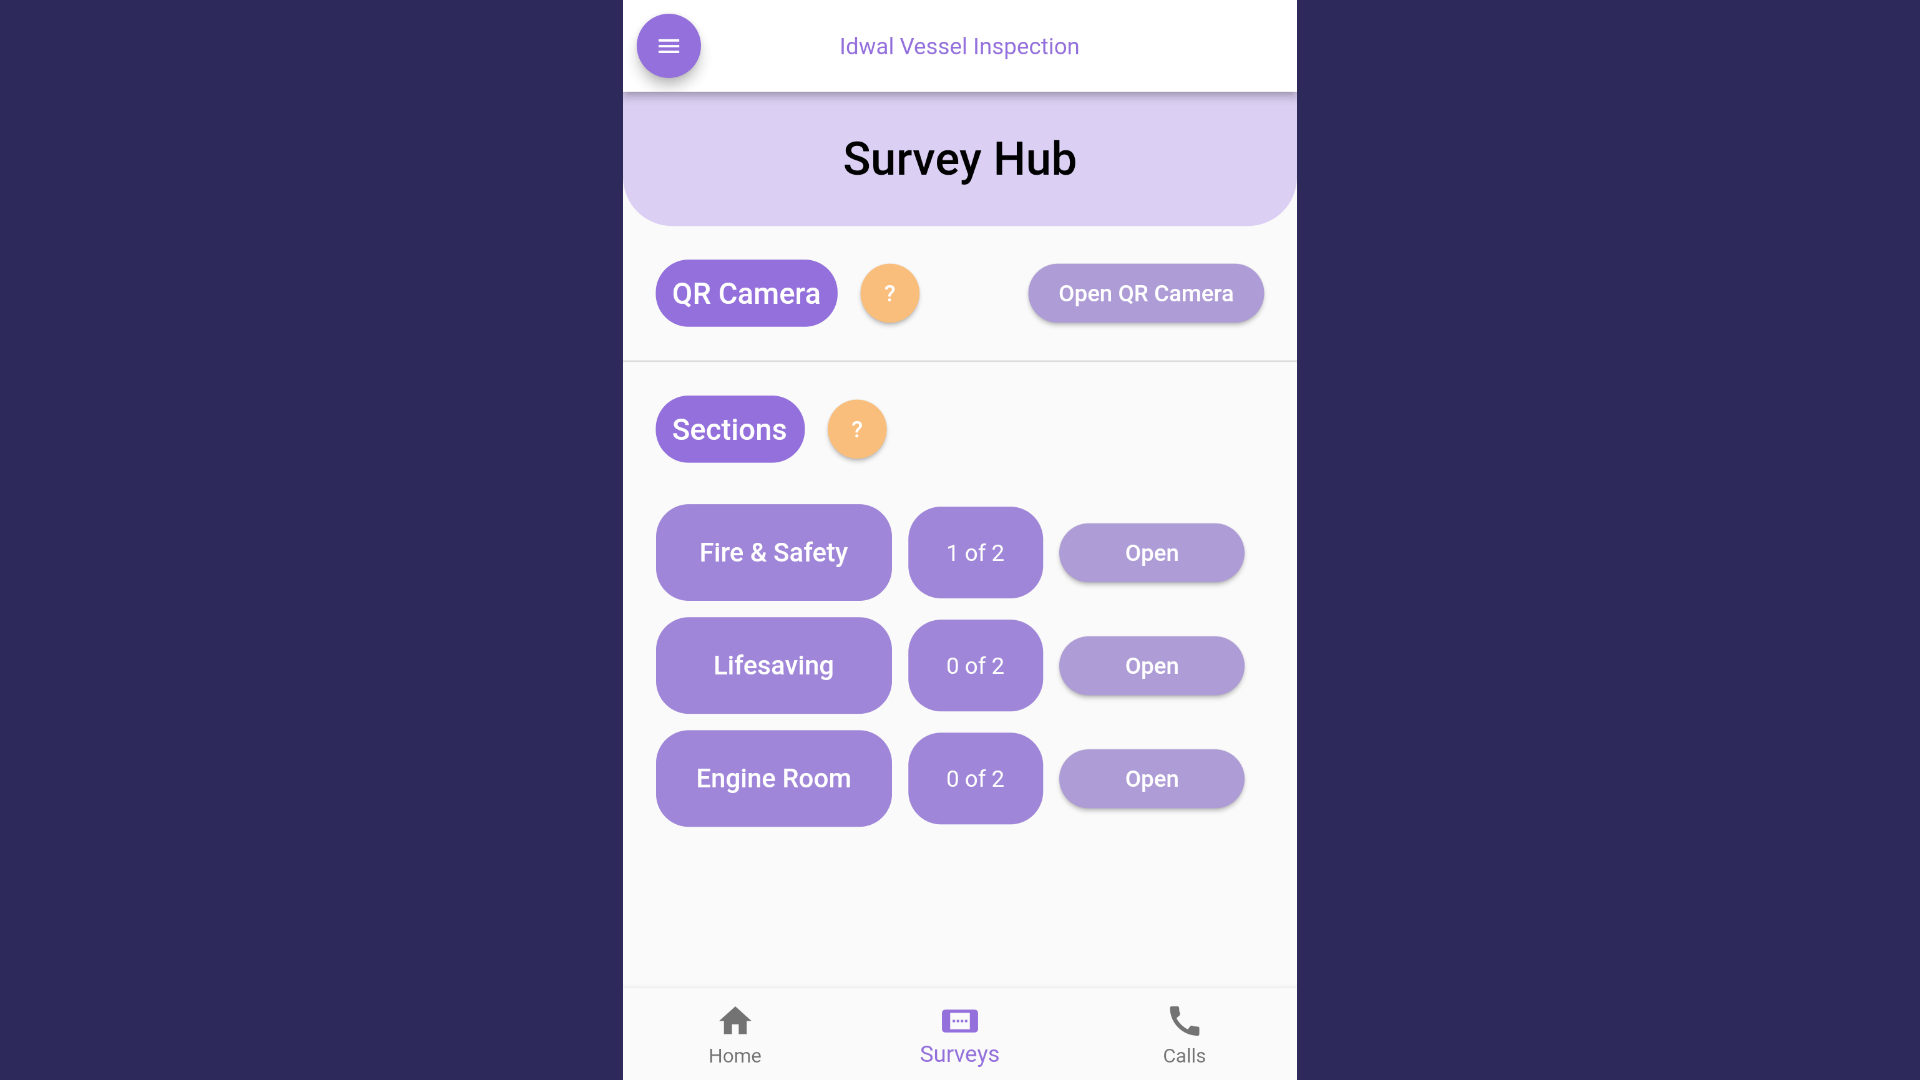 Idwal Vessel Inspection
Survey Hub
QR Camera ? Open QR Camera
Sections ?
Fire & Safety 1 of 2 Open
Lifesaving 0 of 2 Open
Engine Room 0 of 2 Open
Home Surveys Calls